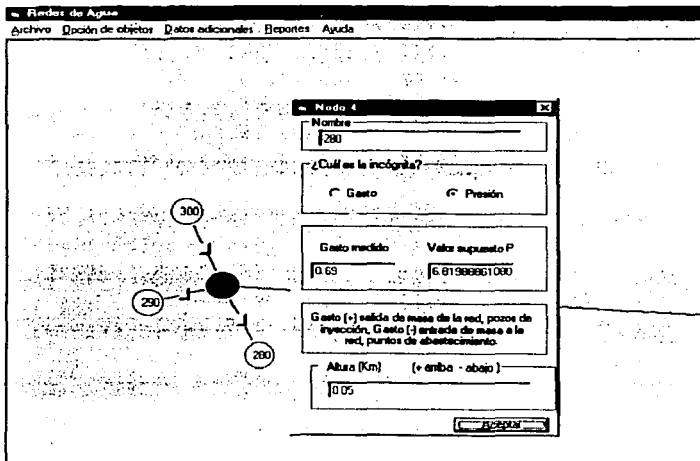 Redes de Agua
Archivo Opción de objetos Datos adicionales Reportes Ayuda
Nodo 4
Nombre
280
¿Cuál es la incógnita?
Gasto Presión
Gasto medido Valor supuesto P
0.69 6.81988861080
Gasto (+) salida de masa de la red, pozos de
inyección, Gasto (-) entrada de masa a la
red, puntos de abastecimiento.
Altura (Km) (+ arriba - abajo )
0.05
Aceptar
300
290
280